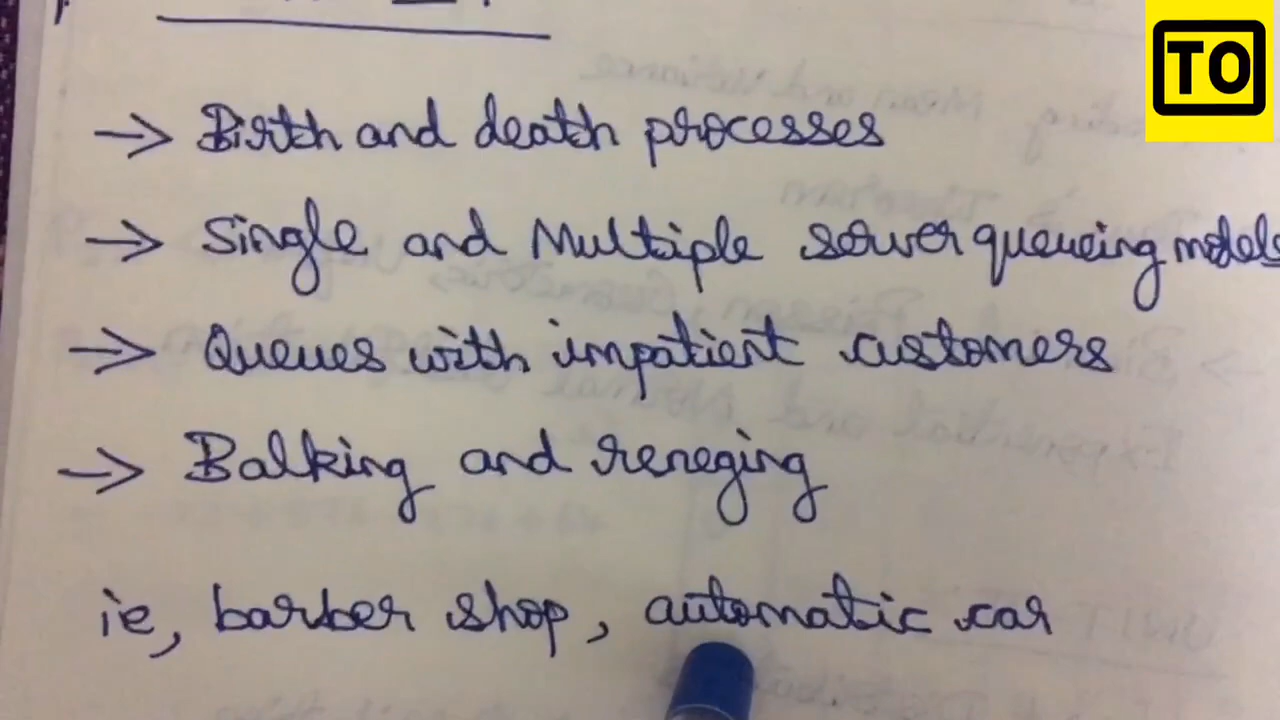 TO
→ Birth and death processes
→ Single and Multiple server queueing models
→ Queues with impatient customers
→ Balking and reneging
ie, barber shop, automatic car